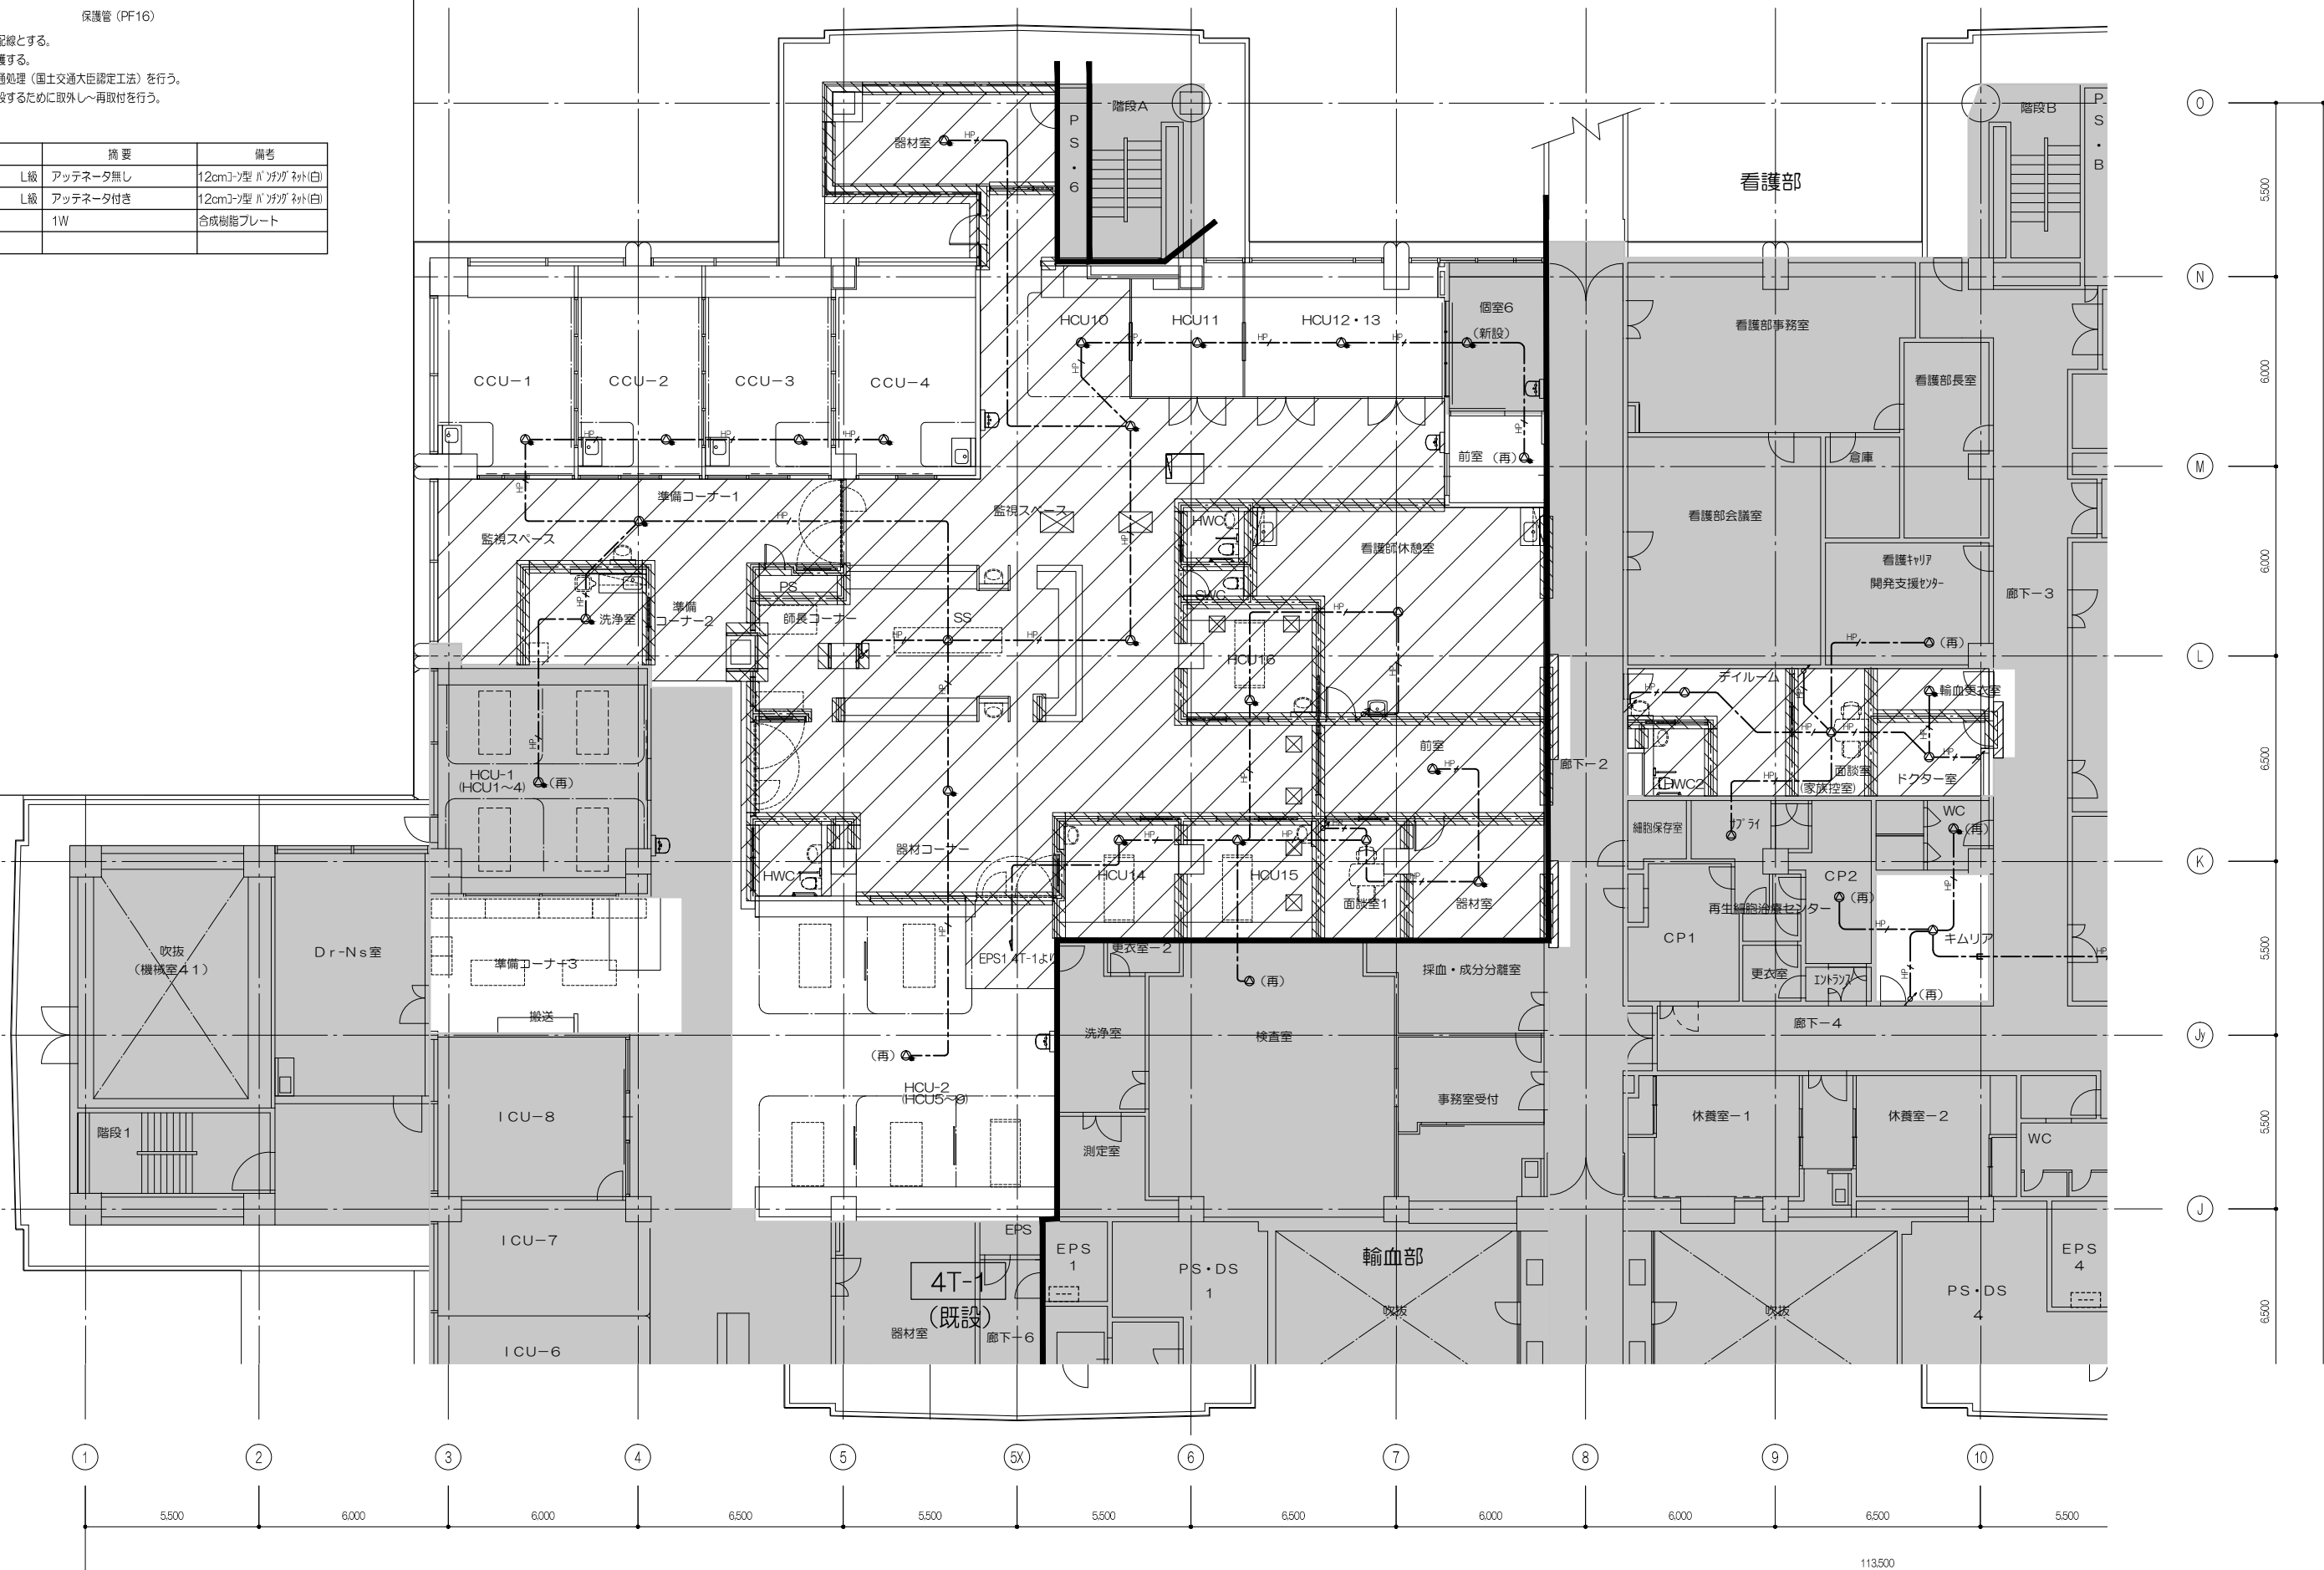 保護管（PF16）
配線とする。
護する。
通処理（国土交通大臣認定工法）を行う。
設するために取外し～再取付を行う。
摘 要 備考
L級 アッテネータ無し 12cmｺｰﾝ型 ﾊﾟﾝﾁﾝｸﾞﾈｯﾄ(白)
L級 アッテネータ付き 12cmｺｰﾝ型 ﾊﾟﾝﾁﾝｸﾞﾈｯﾄ(白)
1W 合成樹脂プレート
階段A
階段B
PS・6
PS・B
器材室
HP
看護部
O
N
M
L
K
Jy
J
5.500
6.000
6.000
6.500
5.500
5.500
6.500
HCU10
HCU11
HCU12・13
個室6
（新設）
看護部事務室
看護部長室
CCU－1
CCU－2
CCU－3
CCU－4
前室（再）
倉庫
準備コーナー1
監視スペース
監視スペース
HWC
看護師休憩室
看護部会議室
看護ｷｬﾘｱ
開発支援ｾﾝﾀｰ
PS
SWC
廊下－3
洗浄室
準備
コーナー2
師長コーナー
SS
（再）
HCU16
デイルーム
輸血更衣室
前室
廊下－2
HCU-1
(HCU1～4)
（再）
HWC2
面談室
(家族控室)
ドクター室
器材コーナー
細胞保存室
ｻﾌﾟﾗｲ
WC
（再）
HWC1
HCU14
HCU15
面談室1
器材室
CP2
（再）
再生細胞治療センター
CP1
キムリア
吹抜
（機械室41）
Dr-Ns室
準備コーナー3
EPS1 4T-1より
更衣室－2
（再）
採血・成分分離室
更衣室
ｴﾝﾄﾗﾝｽ
（再）
搬送
洗浄室
検査室
廊下－4
（再）
HCU-2
(HCU5～9)
階段1
ICU－8
測定室
事務室受付
休養室－1
休養室－2
WC
ICU－7
EPS
EPS
1
PS・DS
1
輸血部
EPS
4
PS・DS
4
4T-1
（既設）
吹抜
吹抜
器材室
廊下－6
ICU－6
1 2 3 4 5 5X 6 7 8 9 10
5.500 6.000 6.000 6.500 5.500 5.500 6.500 6.000 6.000 6.500 5.500
113.500